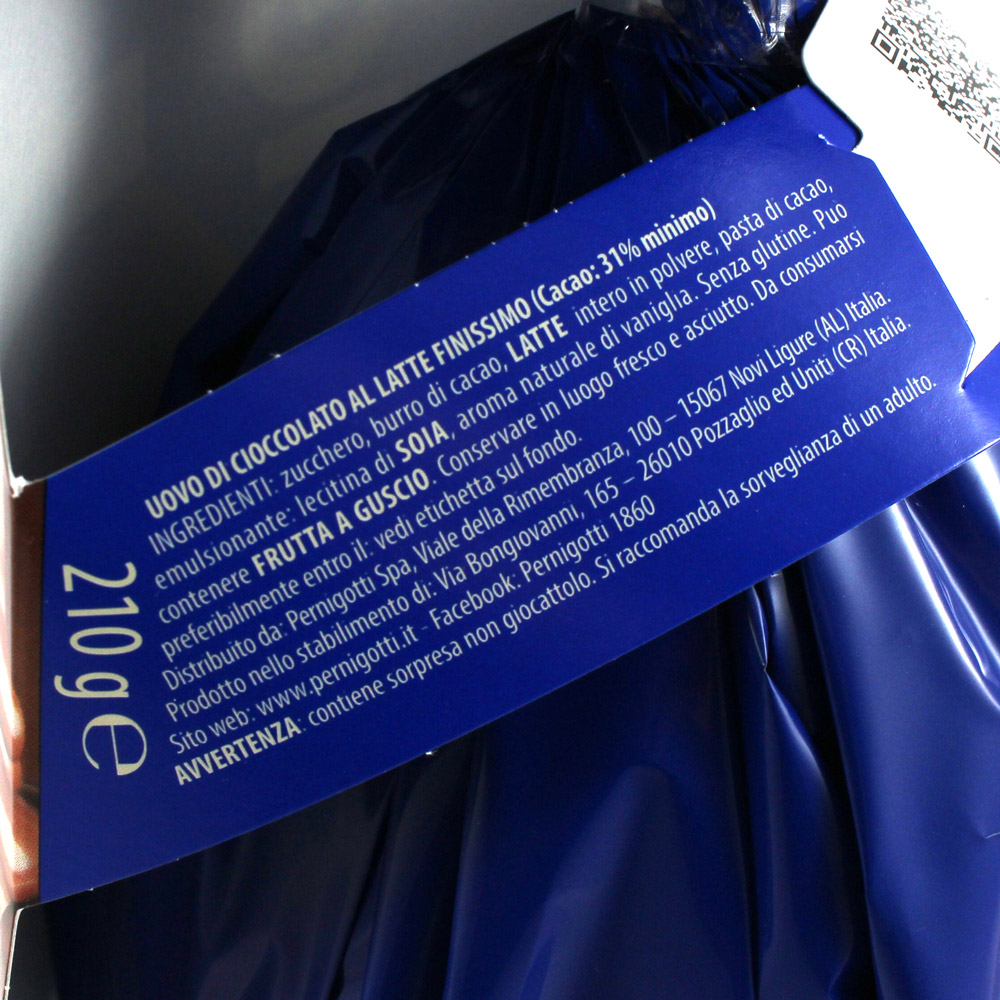 UOVO DI CIOCCOLATO AL LATTE FINISSIMO (Cacao: 31% minimo)
INGREDIENTI: zucchero, burro di cacao, LATTE intero in polvere, pasta di cacao,
emulsionante: lecitina di SOIA, aroma naturale di vaniglia. Senza glutine. Può
contenere FRUTTA A GUSCIO. Conservare in luogo fresco e asciutto. Da consumarsi
preferibilmente entro il: vedi etichetta sul fondo.
Distribuito da: Pernigotti Spa, Viale della Rimembranza, 100 – 15067 Novi Ligure (AL) Italia.
Prodotto nello stabilimento di: Via Bongiovanni, 165 – 26010 Pozzaglio ed Uniti (CR) Italia.
Sito web: www.pernigotti.it - Facebook: Pernigotti 1860
AVVERTENZA: contiene sorpresa non giocattolo. Si raccomanda la sorveglianza di un adulto.
210 g e